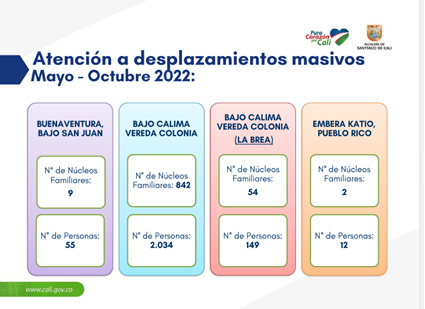 Puro
Corazón
por
Cali
ALCALDÍA DE
SANTIAGO DE CALI
Atención a desplazamientos masivos
Mayo - Octubre 2022:
BUENAVENTURA,
BAJO SAN JUAN
N° de Núcleos
Familiares:
9
N° de Personas:
55
BAJO CALIMA
VEREDA COLONIA
N° de Núcleos
Familiares: 842
N° de Personas:
2.034
BAJO CALIMA
VEREDA COLONIA
(LA BREA)
N° de Núcleos
Familiares:
54
N° de Personas:
149
EMBERA KATIO,
PUEBLO RICO
N° de Núcleos
Familiares:
2
N° de Personas:
12
www.cali.gov.co